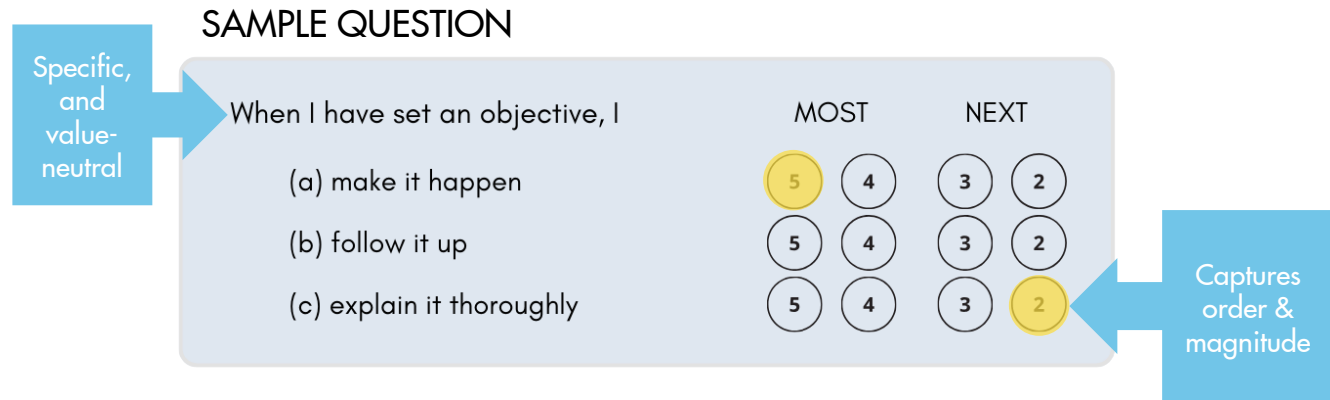 SAMPLE QUESTION
Specific,
and
value-
neutral
When I have set an objective, I MOST NEXT
(a) make it happen 5 4 3 2
(b) follow it up 5 4 3 2
(c) explain it thoroughly 5 4 3 2
Captures
order &
magnitude